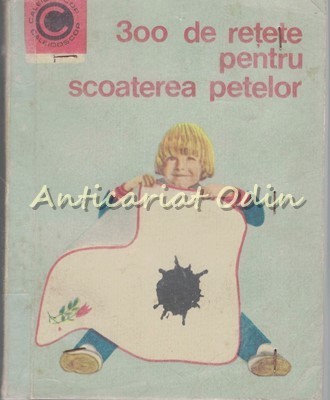 300 de rețete
pentru
scoaterea petelor
Anticariat Odin